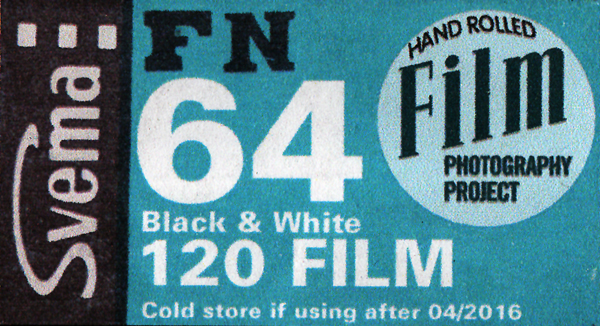 Svema
FN
64
Black & White
120 FILM
Cold store if using after 04/2016
HAND ROLLED
Film
PHOTOGRAPHY
PROJECT